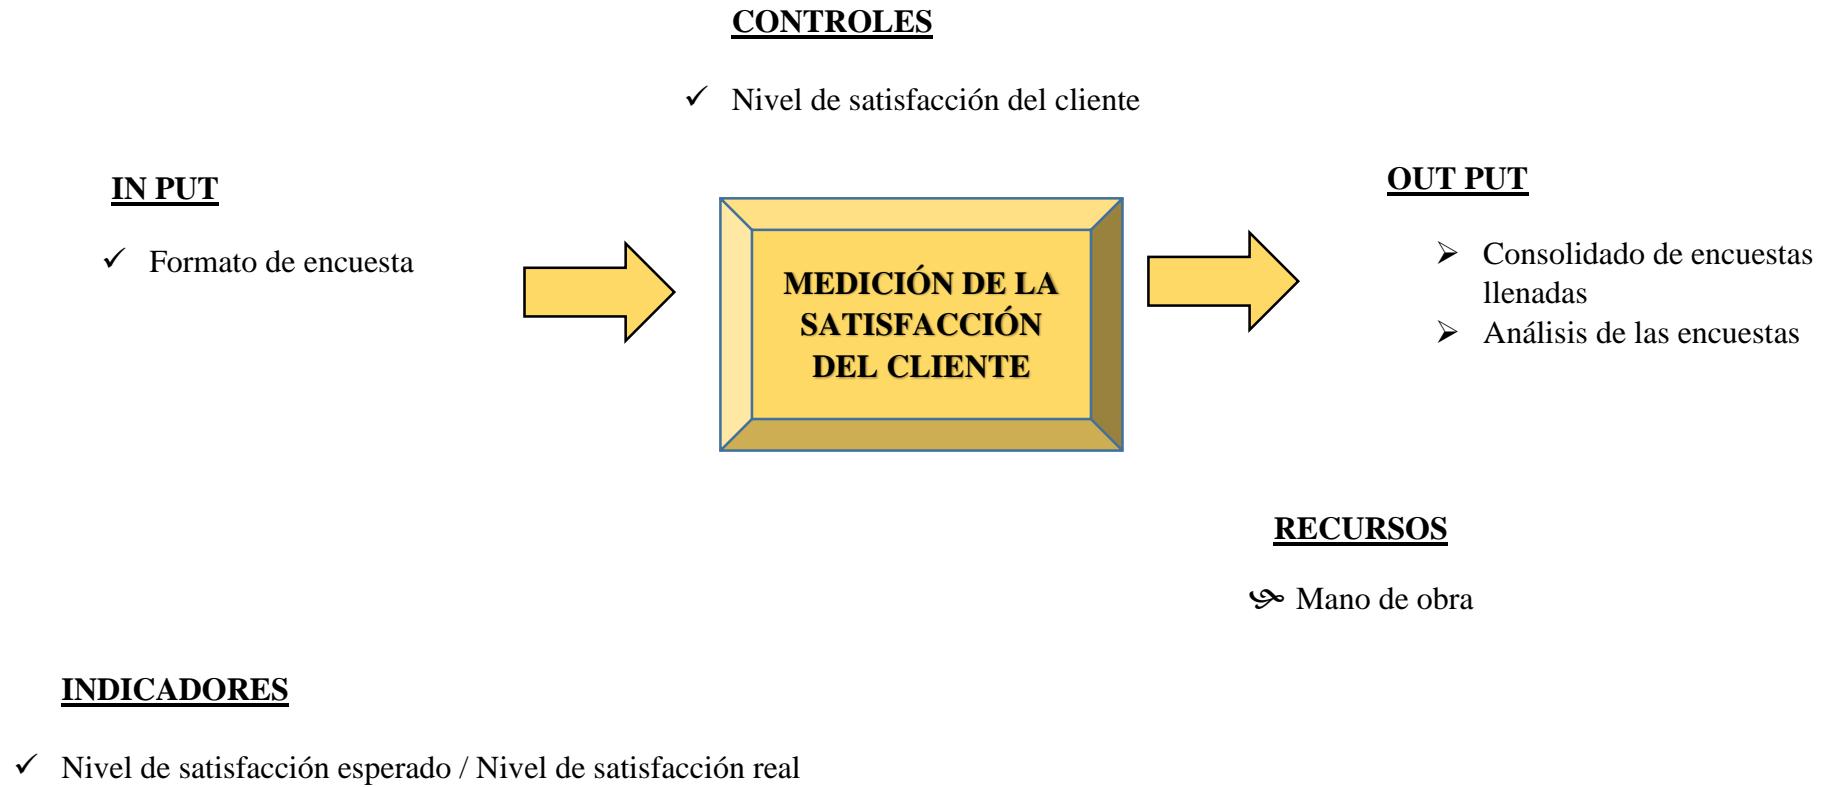 CONTROLES
✓ Nivel de satisfacción del cliente
IN PUT
✓ Formato de encuesta
MEDICIÓN DE LA
SATISFACCIÓN
DEL CLIENTE
OUT PUT
➢ Consolidado de encuestas
llenadas
➢ Análisis de las encuestas
RECURSOS
Mano de obra
INDICADORES
✓ Nivel de satisfacción esperado / Nivel de satisfacción real